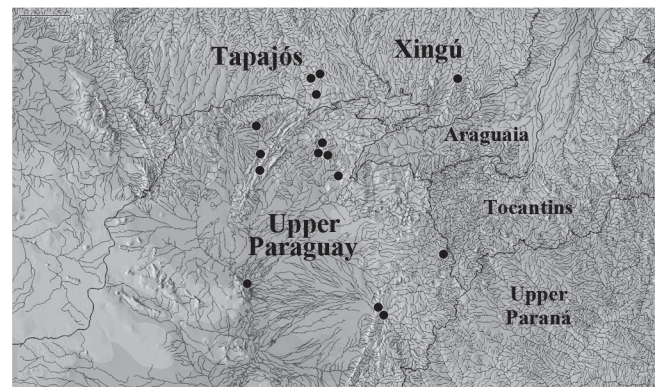 Tapajós
Xingú
Araguaia
Tocantins
Upper
Paraguay
Upper
Paraná